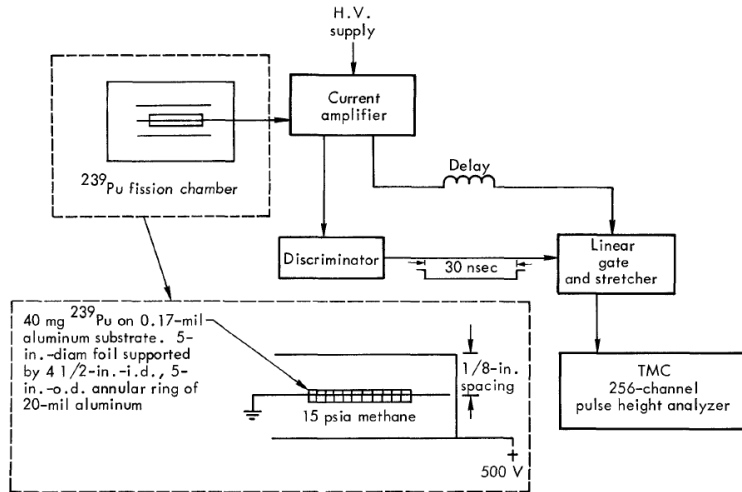 H.V.
supply
Current
amplifier
239Pu fission chamber
Delay
Discriminator
30 nsec
Linear
gate
and stretcher
40 mg 239Pu on 0.17-mil
aluminum substrate. 5-
in.-diam foil supported
by 4 1/2-in.-i.d., 5-
in.-o.d. annular ring of
20-mil aluminum
1/8-in.
spacing
15 psia methane
+
500 V
TMC
256-channel
pulse height analyzer